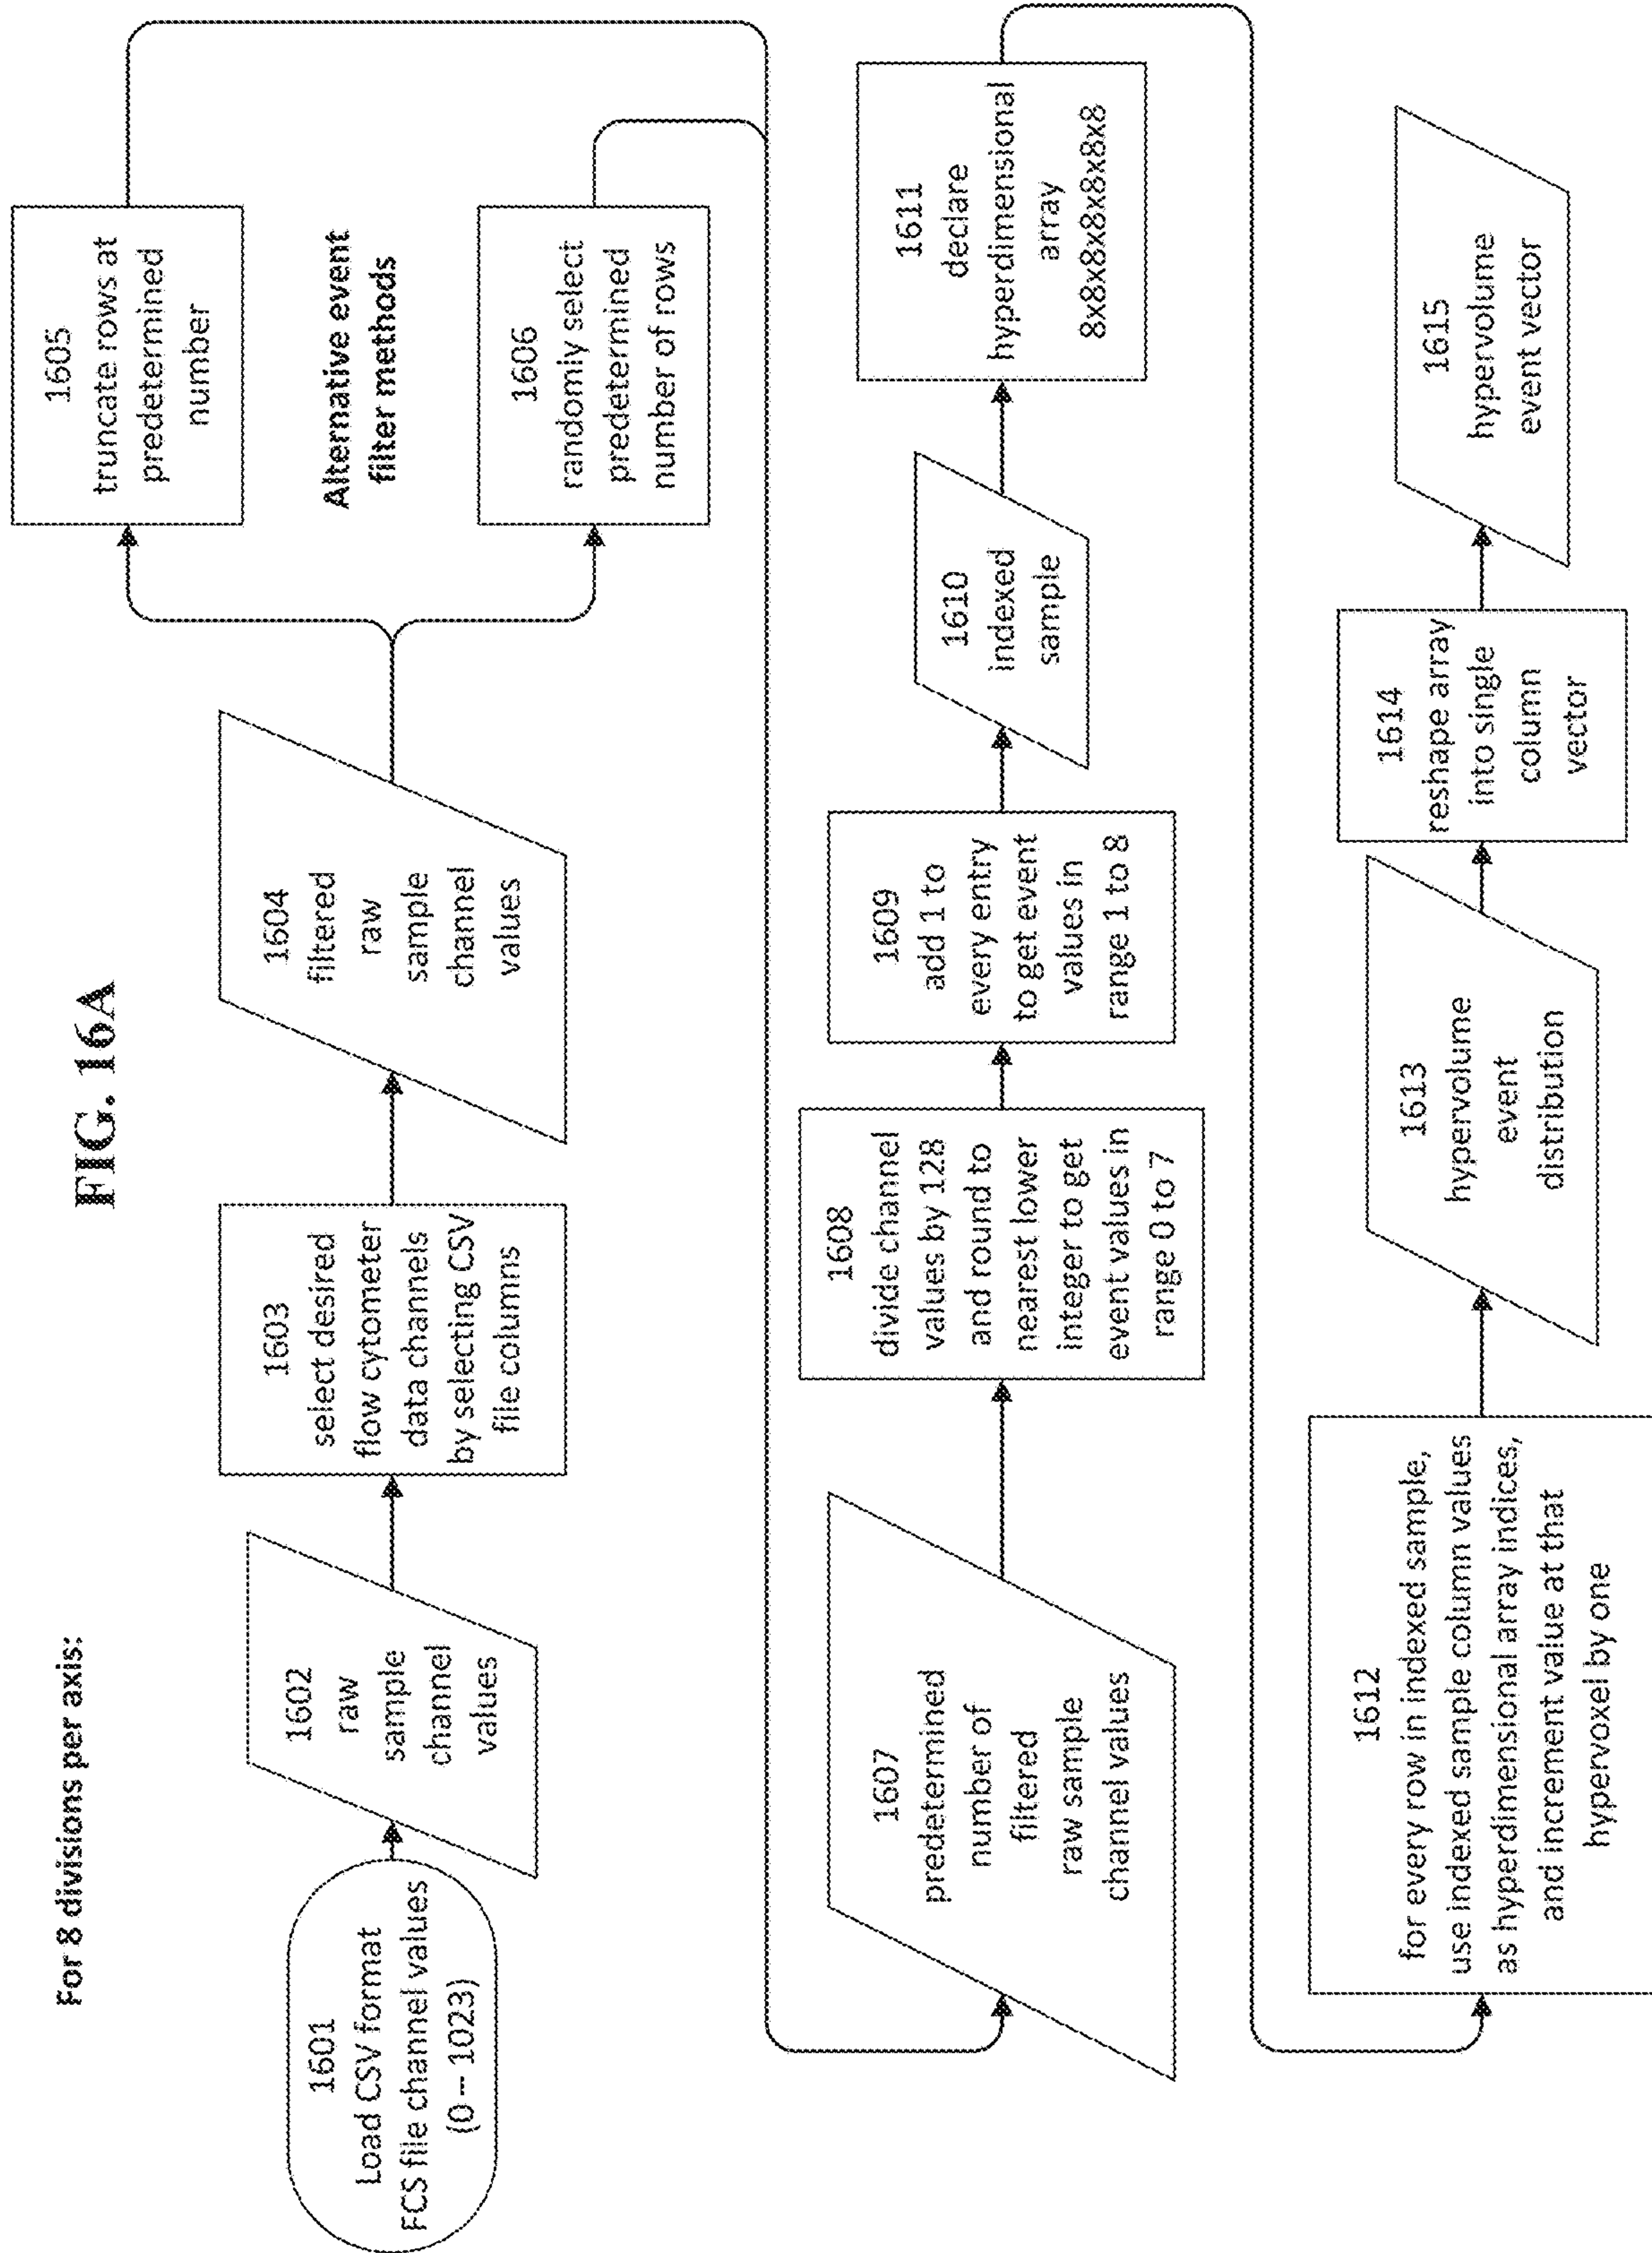 FIG. 16A
For 8 divisions per axis:
1601
Load CSV format
FCS file channel values
(0 – 1023)
1602
raw
sample
channel
values
1603
select desired
flow cytometer
data channels
by selecting CSV
file columns
1604
filtered
raw
sample
channel
values
1605
truncate rows at
predetermined
number
Alternative event
filter methods
1606
randomly select
predetermined
number of rows
1607
predetermined
number of
filtered
raw sample
channel values
1608
divide channel
values by 128
and round to
nearest lower
integer to get
event values in
range 0 to 7
1609
add 1 to
every entry
to get event
values in
range 1 to 8
1610
indexed
sample
1611
declare
hyperdimensional
array
8x8x8x8x8x8x8
1612
for every row in indexed sample,
use indexed sample column values
as hyperdimensional array indices,
and increment value at that
hypervoxel by one
1613
hypervolume
event
distribution
1614
reshape array
into single
column
vector
1615
hypervolume
event vector